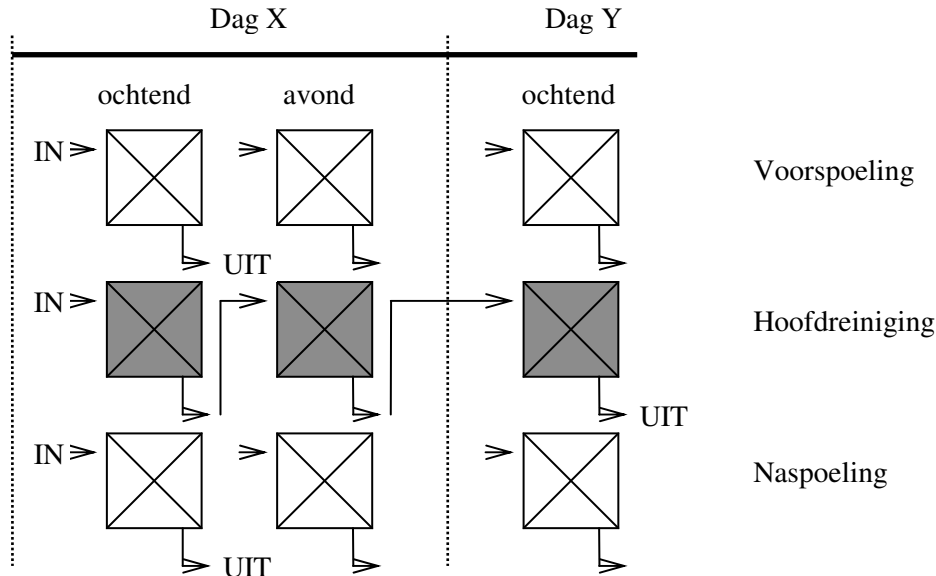 Dag X Dag Y
ochtend avond ochtend
IN
Voorspoeling
UIT
IN
Hoofdreiniging
UIT
IN
Naspoeling
UIT